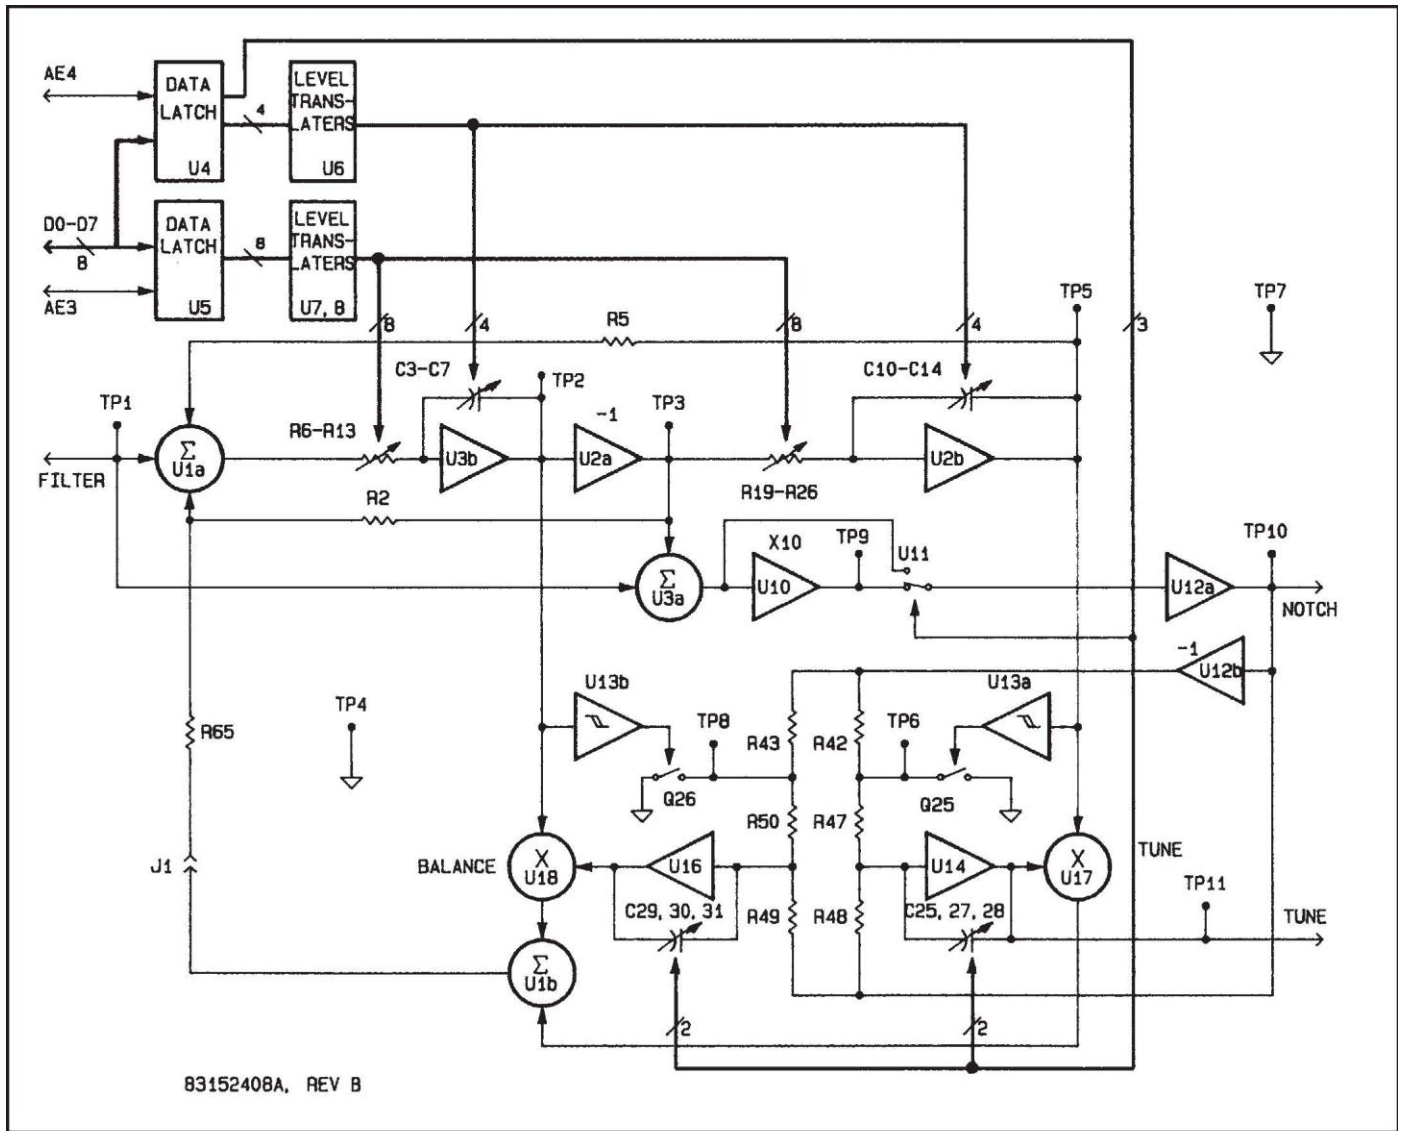 AE4
DATA
LATCH
U4
4
LEVEL
TRANS-
LATERS
U6
D0-D7
8
AE3
DATA
LATCH
U5
8
LEVEL
TRANS-
LATERS
U7, 8
8
4
8
4
3
R5
TP5
TP7
C3-C7
TP2
C10-C14
TP1
-1
TP3
R6-R13
Σ
U1a
U3b
U2a
U2b
FILTER
R2
R19-R26
X10
TP9
U11
TP10
Σ
U3a
U10
U12a
NOTCH
-1
U12b
U13b
U13a
TP4
TP8
TP6
R65
R43
R42
Q26
Q25
R50
R47
J1
BALANCE
X
U18
U16
U14
X
U17
TUNE
TP11
C29, 30, 31
R49
R48
C25, 27, 28
TUNE
Σ
U1b
2
2
83152408A, REV B